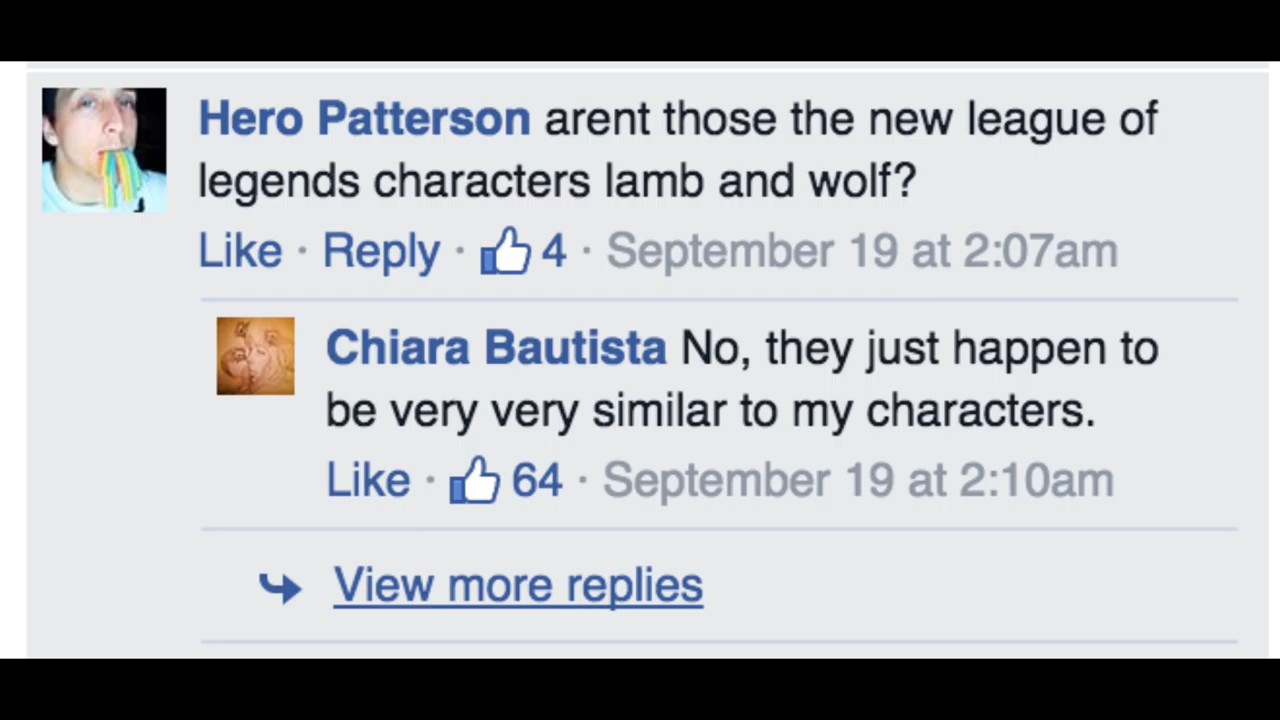 Hero Patterson arent those the new league of
legends characters lamb and wolf?
Like · Reply · 4 · September 19 at 2:07am
Chiara Bautista No, they just happen to
be very very similar to my characters.
Like · 64 · September 19 at 2:10am
View more replies